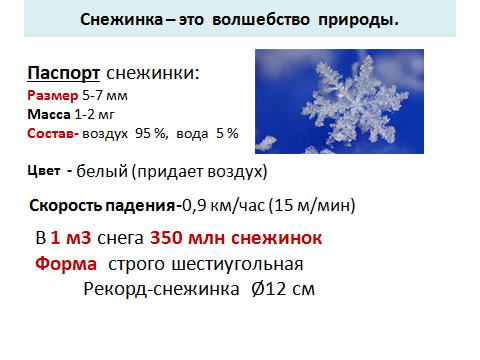 Снежинка – это волшебство природы.
Паспорт снежинки:
Размер 5-7 мм
Масса 1-2 мг
Состав- воздух 95 %, вода 5 %
Цвет - белый (придает воздух)
Скорость падения-0,9 км/час (15 м/мин)
В 1 м3 снега 350 млн снежинок
Форма строго шестиугольная
Рекорд-снежинка Ø12 см